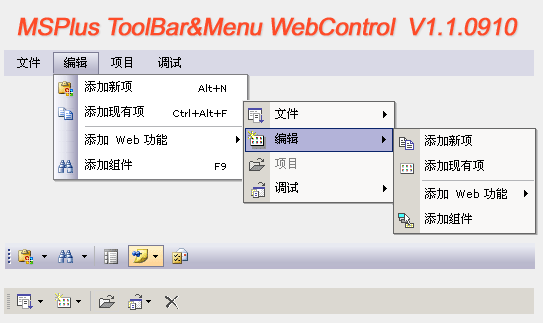 MSPlus ToolBar&Menu WebControl V1.1.0910
文件 编辑 项目 调试
添加新项 Alt+N
添加现有项 Ctrl+Alt+F
添加 Web 功能
添加组件 F9
文件
编辑
项目
调试
添加新项
添加现有项
添加 Web 功能
添加组件